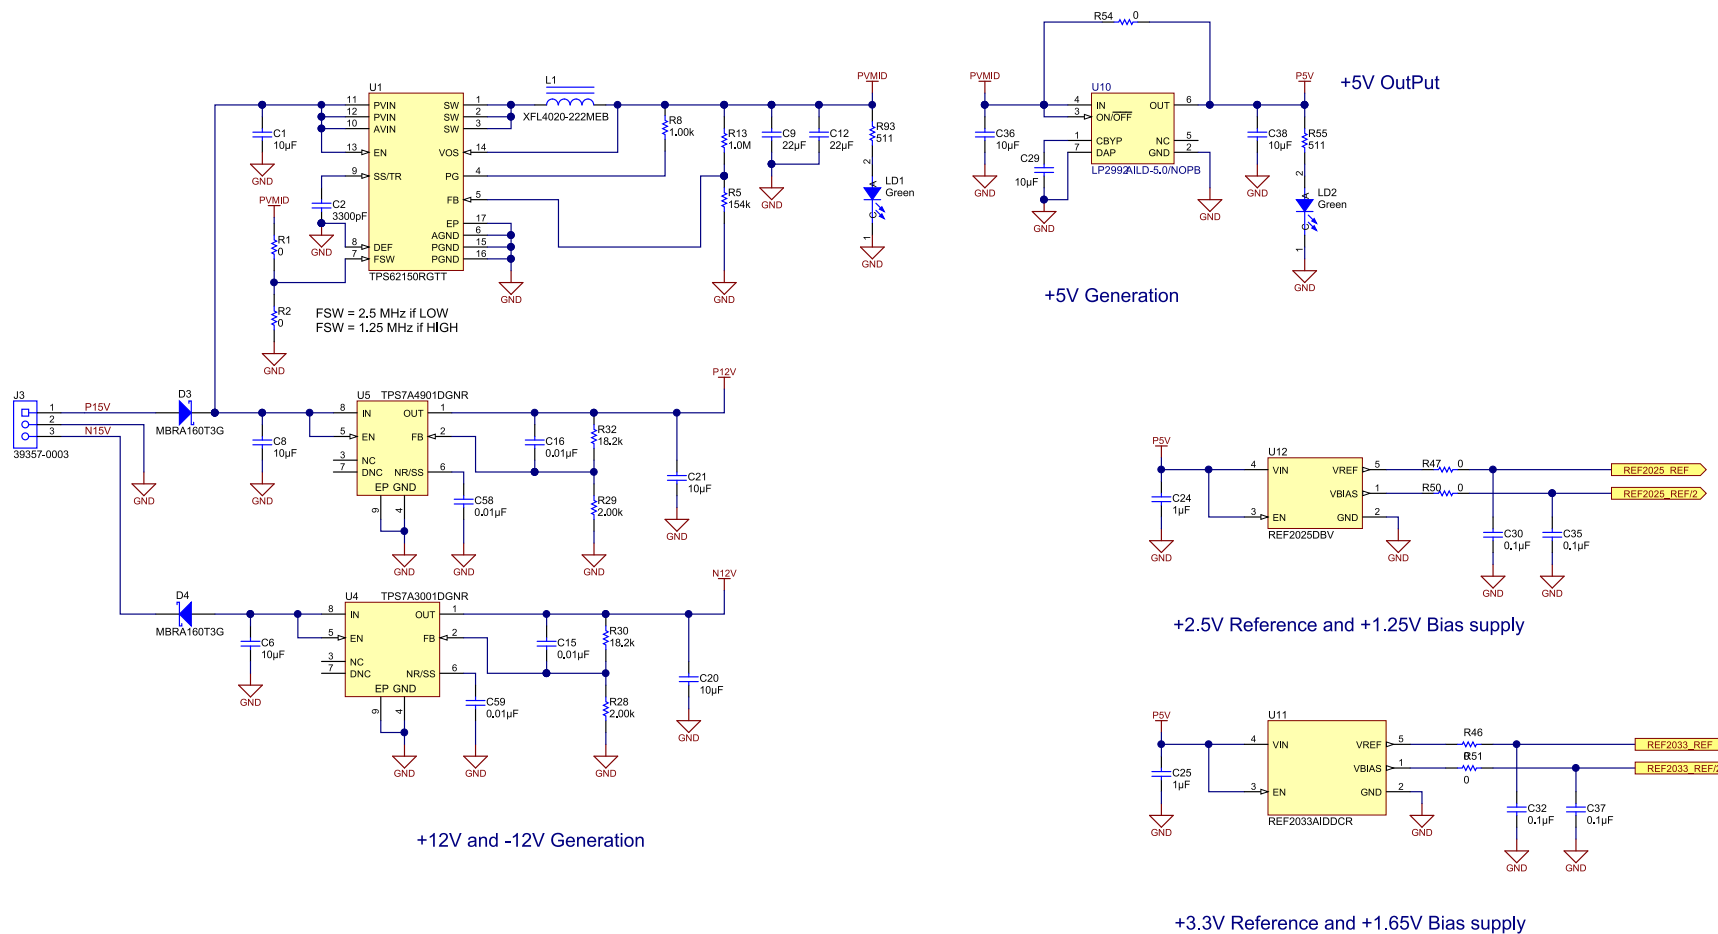 R54 0
PVMID
PVMID
P5V
+5V OutPut
U1
L1
U10
11 PVIN SW 1
12 PVIN SW 2
10 AVIN SW 3
XFL4020-222MEB
13 EN VOS 14
9 SS/TR PG 4
FB 5
EP 17
AGND 6
8 DEF PGND 15
7 FSW PGND 16
TPS62150RGTT
C1
10µF
GND
C2
3300pF
GND
PVMID
R1
0
R2
0
GND
FSW = 2.5 MHz if LOW
FSW = 1.25 MHz if HIGH
GND
R8
1.00k
R13
1.0M
R5
154k
GND
C9
22µF
C12
22µF
GND
R93
511
2
A
LD1
Green
C
1
GND
C36
10µF
GND
C29
10µF
GND
4 IN OUT 6
3 ON/OFF
1 CBYP NC 5
7 DAP GND 2
LP2992AILD-5.0/NOPB
GND
C38
10µF
GND
R55
511
2
A
LD2
Green
C
1
GND
+5V Generation
J3
1 P15V
2
3 N15V
39357-0003
GND
D3
MBRA160T3G
C8
10µF
GND
U5 TPS7A4901DGNR
8 IN OUT 1
5 EN FB 2
3 NC
7 DNC NR/SS 6
EP GND
9 4
GND
C58
0.01µF
GND
C16
0.01µF
R32
18.2k
R29
2.00k
GND
C21
10µF
GND
P12V
D4
MBRA160T3G
C6
10µF
GND
U4 TPS7A3001DGNR
8 IN OUT 1
5 EN FB 2
3 NC
7 DNC NR/SS 6
EP GND
9 4
GND
C59
0.01µF
GND
C15
0.01µF
R30
18.2k
R28
2.00k
GND
C20
10µF
GND
N12V
+12V and -12V Generation
P5V
C24
1µF
GND
U12
4 VIN VREF 5
VBIAS 1
3 EN GND 2
REF2025DBV
GND
R47 0
R50 0
C30
0.1µF
GND
C35
0.1µF
GND
REF2025_REF
REF2025_REF/2
+2.5V Reference and +1.25V Bias supply
P5V
C25
1µF
GND
U11
4 VIN VREF 5
VBIAS 1
3 EN GND 2
REF2033AIDDCR
GND
R46
0
R51
0
C32
0.1µF
GND
C37
0.1µF
GND
REF2033_REF
REF2033_REF/2
+3.3V Reference and +1.65V Bias supply